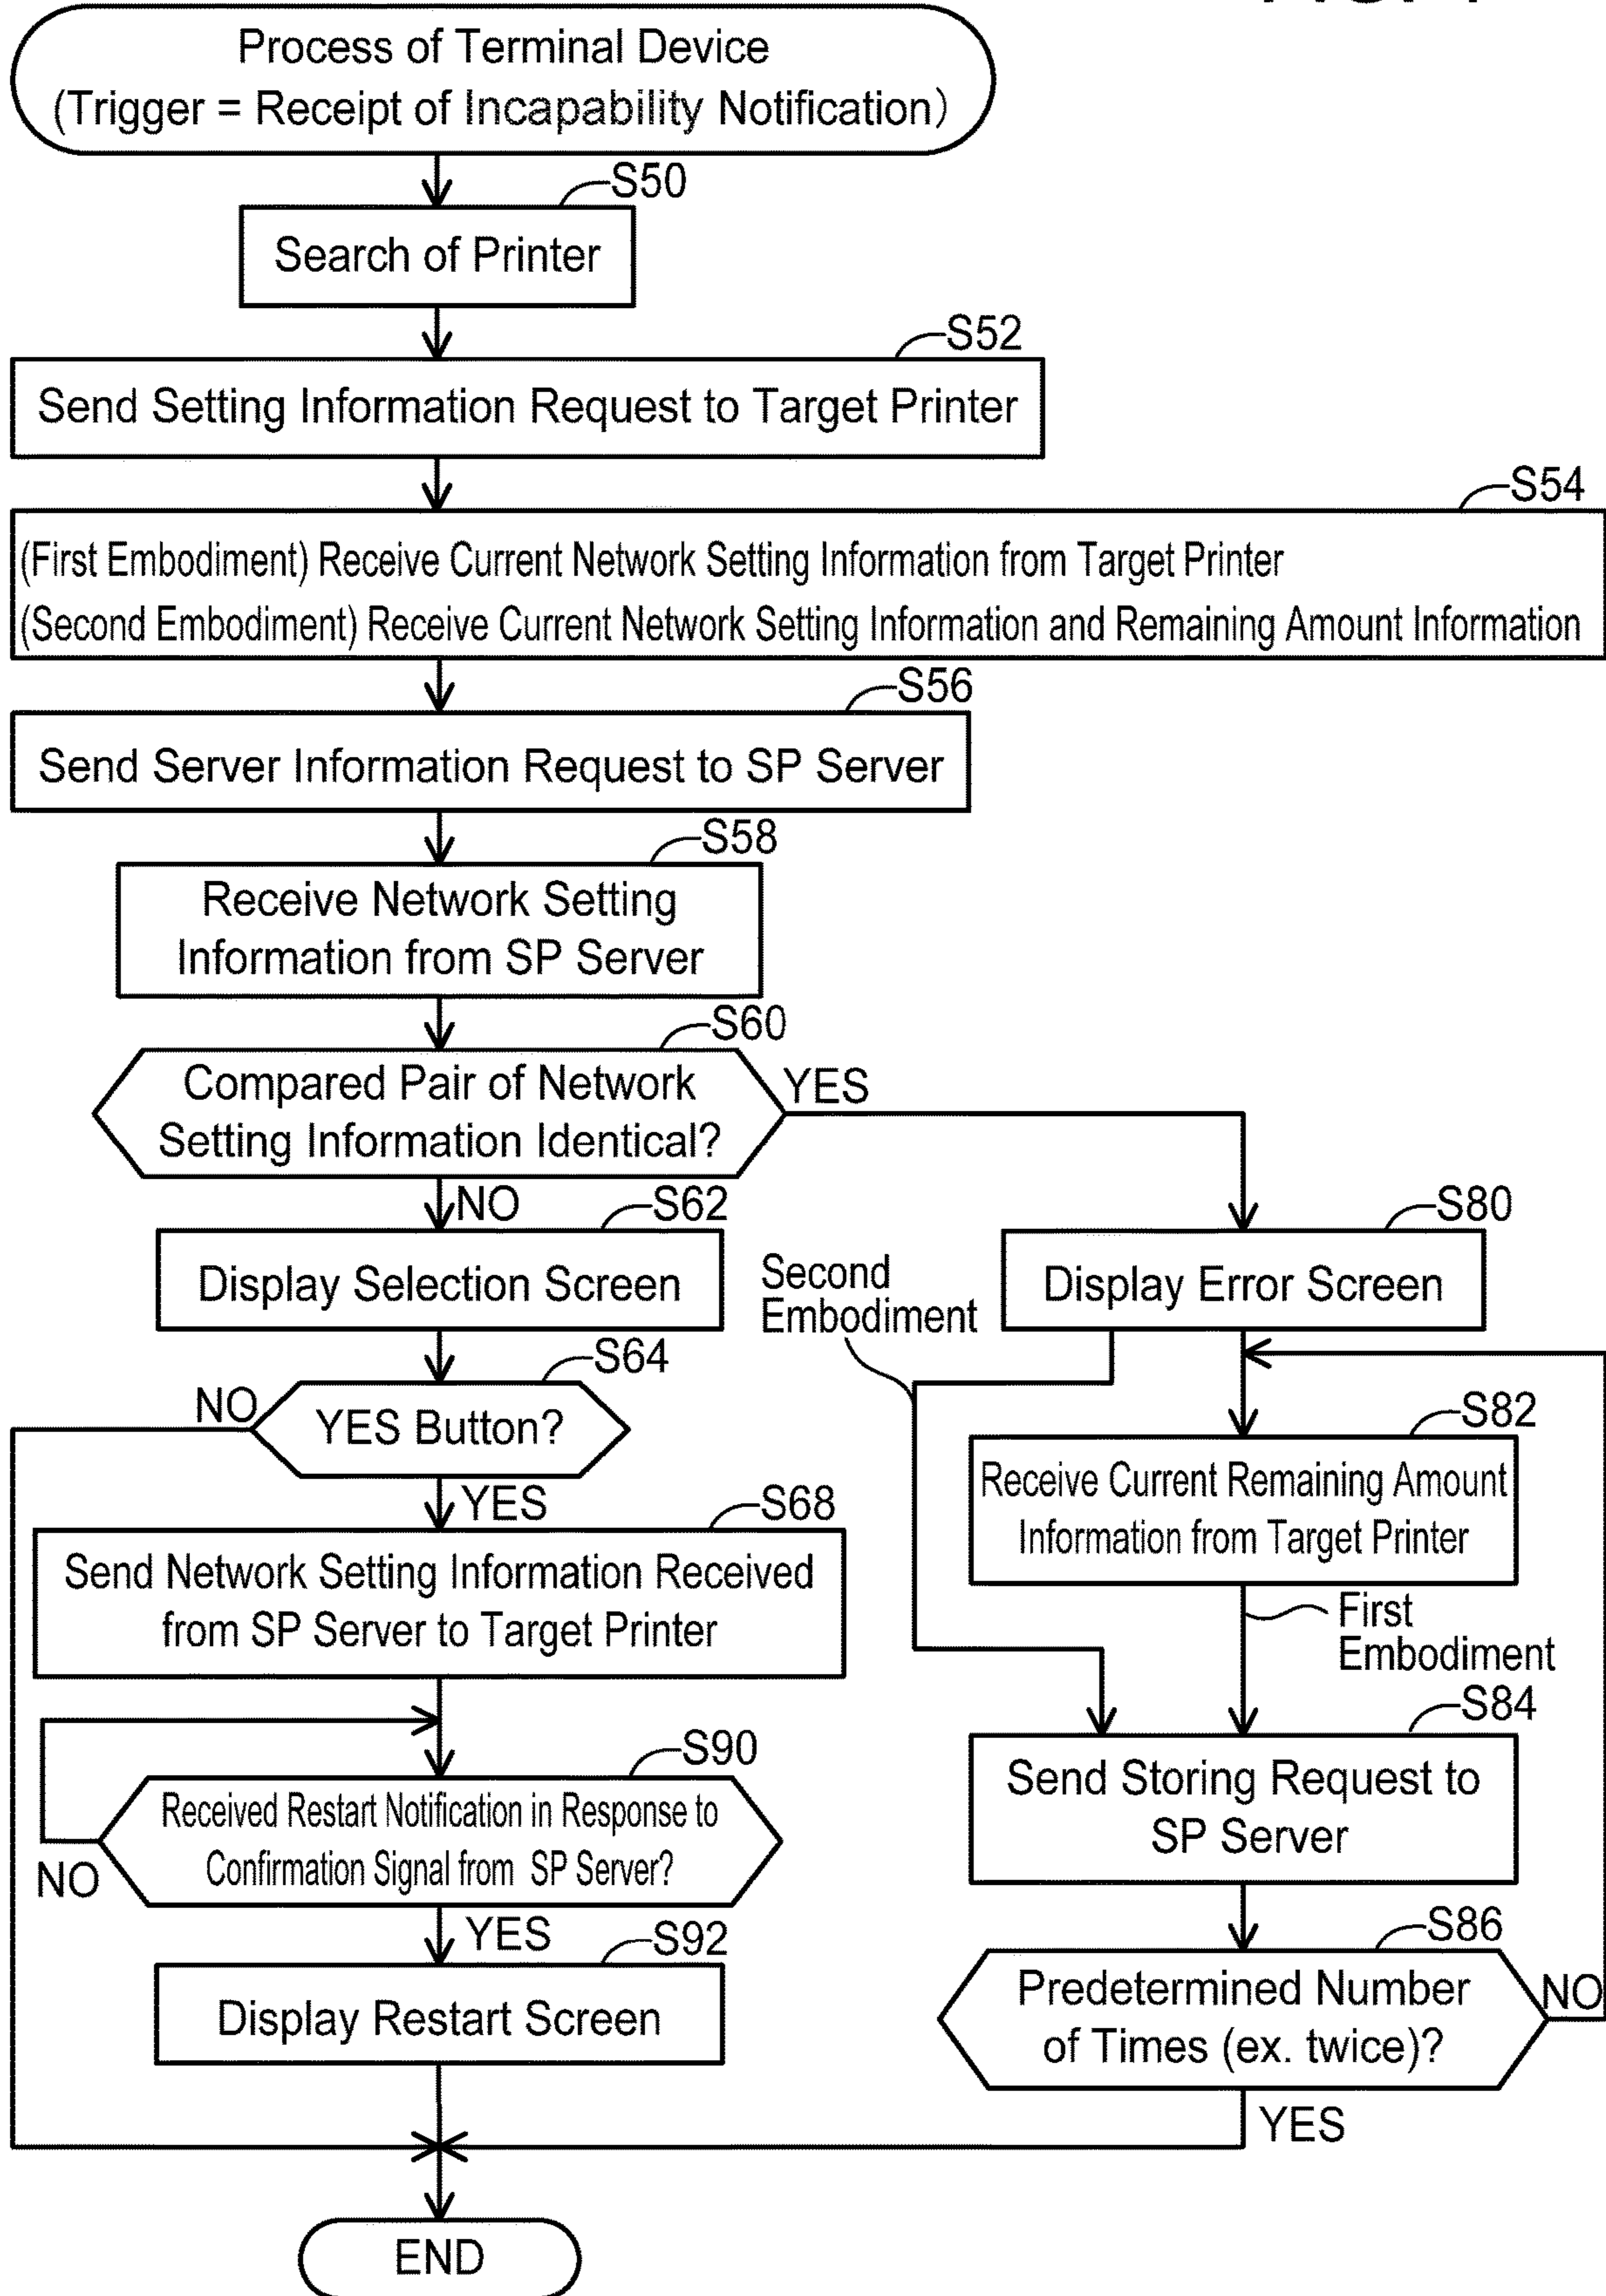 Process of Terminal Device
(Trigger = Receipt of Incapability Notification)
S50
Search of Printer
S52
Send Setting Information Request to Target Printer
S54
(First Embodiment) Receive Current Network Setting Information from Target Printer
(Second Embodiment) Receive Current Network Setting Information and Remaining Amount Information
S56
Send Server Information Request to SP Server
S58
Receive Network Setting
Information from SP Server
S60
Compared Pair of Network
Setting Information Identical?
YES
NO
S62
Display Selection Screen
S64
NO
YES Button?
YES
S68
Send Network Setting Information Received
from SP Server to Target Printer
S90
Received Restart Notification in Response to
Confirmation Signal from SP Server?
NO
YES
S92
Display Restart Screen
S80
Display Error Screen
Second
Embodiment
S82
Receive Current Remaining Amount
Information from Target Printer
First
Embodiment
S84
Send Storing Request to
SP Server
S86
Predetermined Number
of Times (ex. twice)?
NO
YES
END